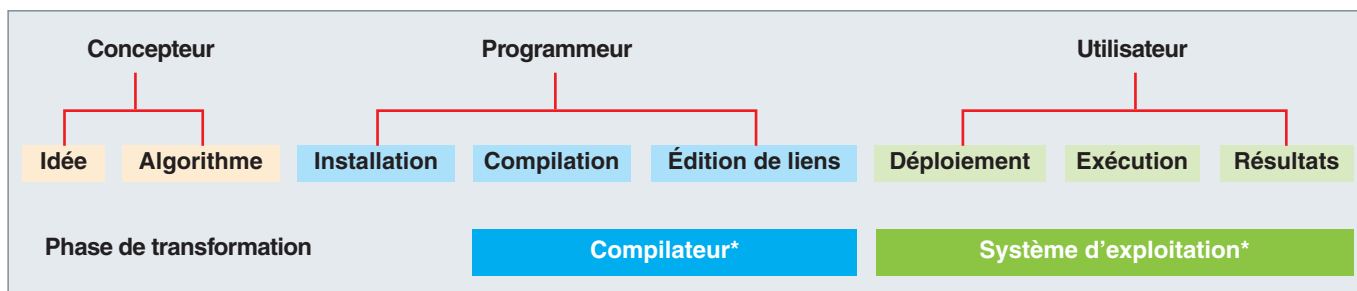 Concepteur Programmeur Utilisateur
Idée Algorithme Installation Compilation Édition de liens Déploiement Exécution Résultats
Phase de transformation Compilateur* Système d'exploitation*